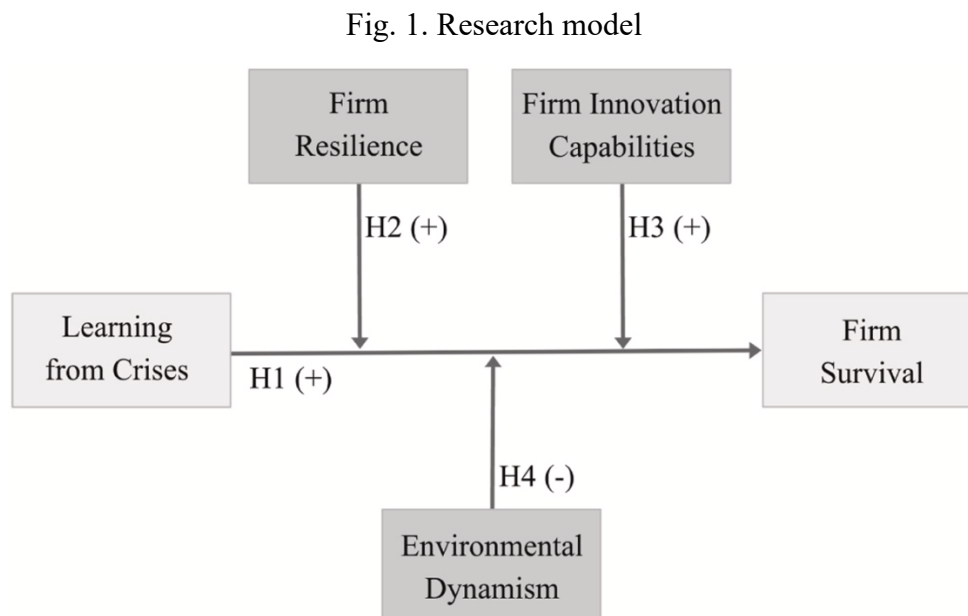 Fig. 1. Research model
Firm
Resilience
Firm Innovation
Capabilities
H2 (+)
H3 (+)
Learning
from Crises
H1 (+)
Firm
Survival
H4 (-)
Environmental
Dynamism